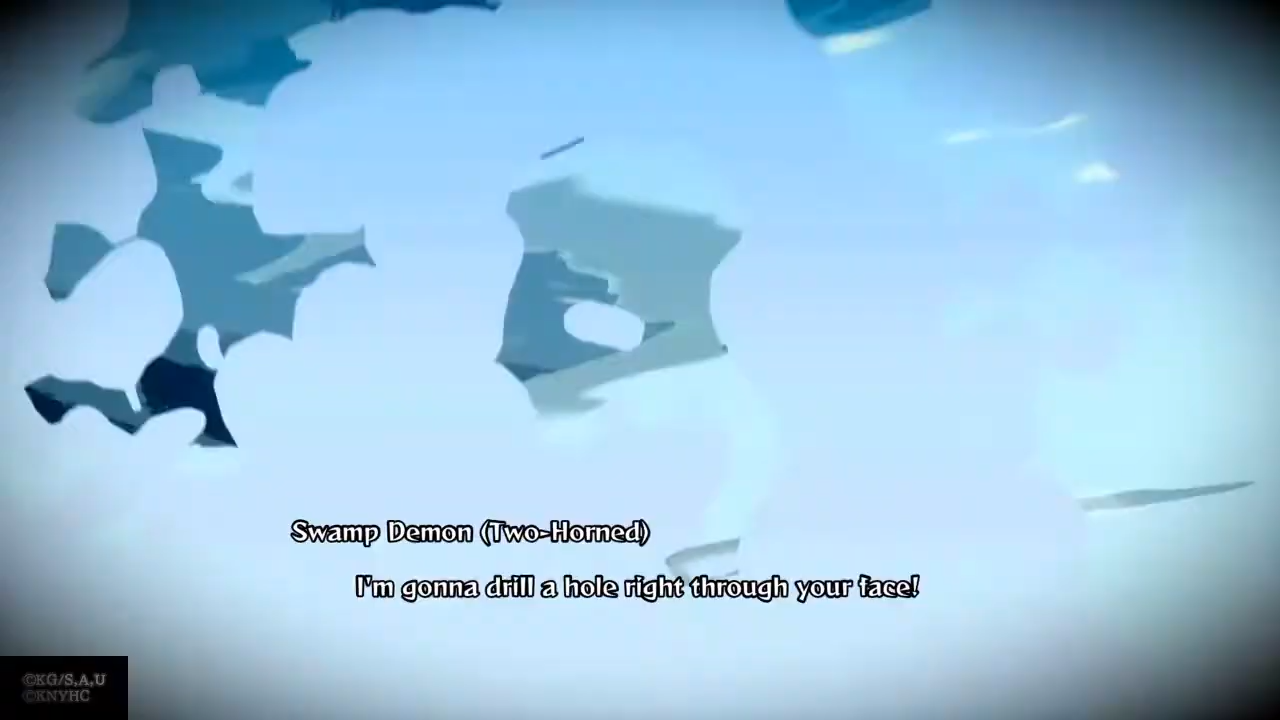 Swamp Demon (Two-Horned)
I'm gonna drill a hole right through your face!
©KG/S,A,U
©KNYHC